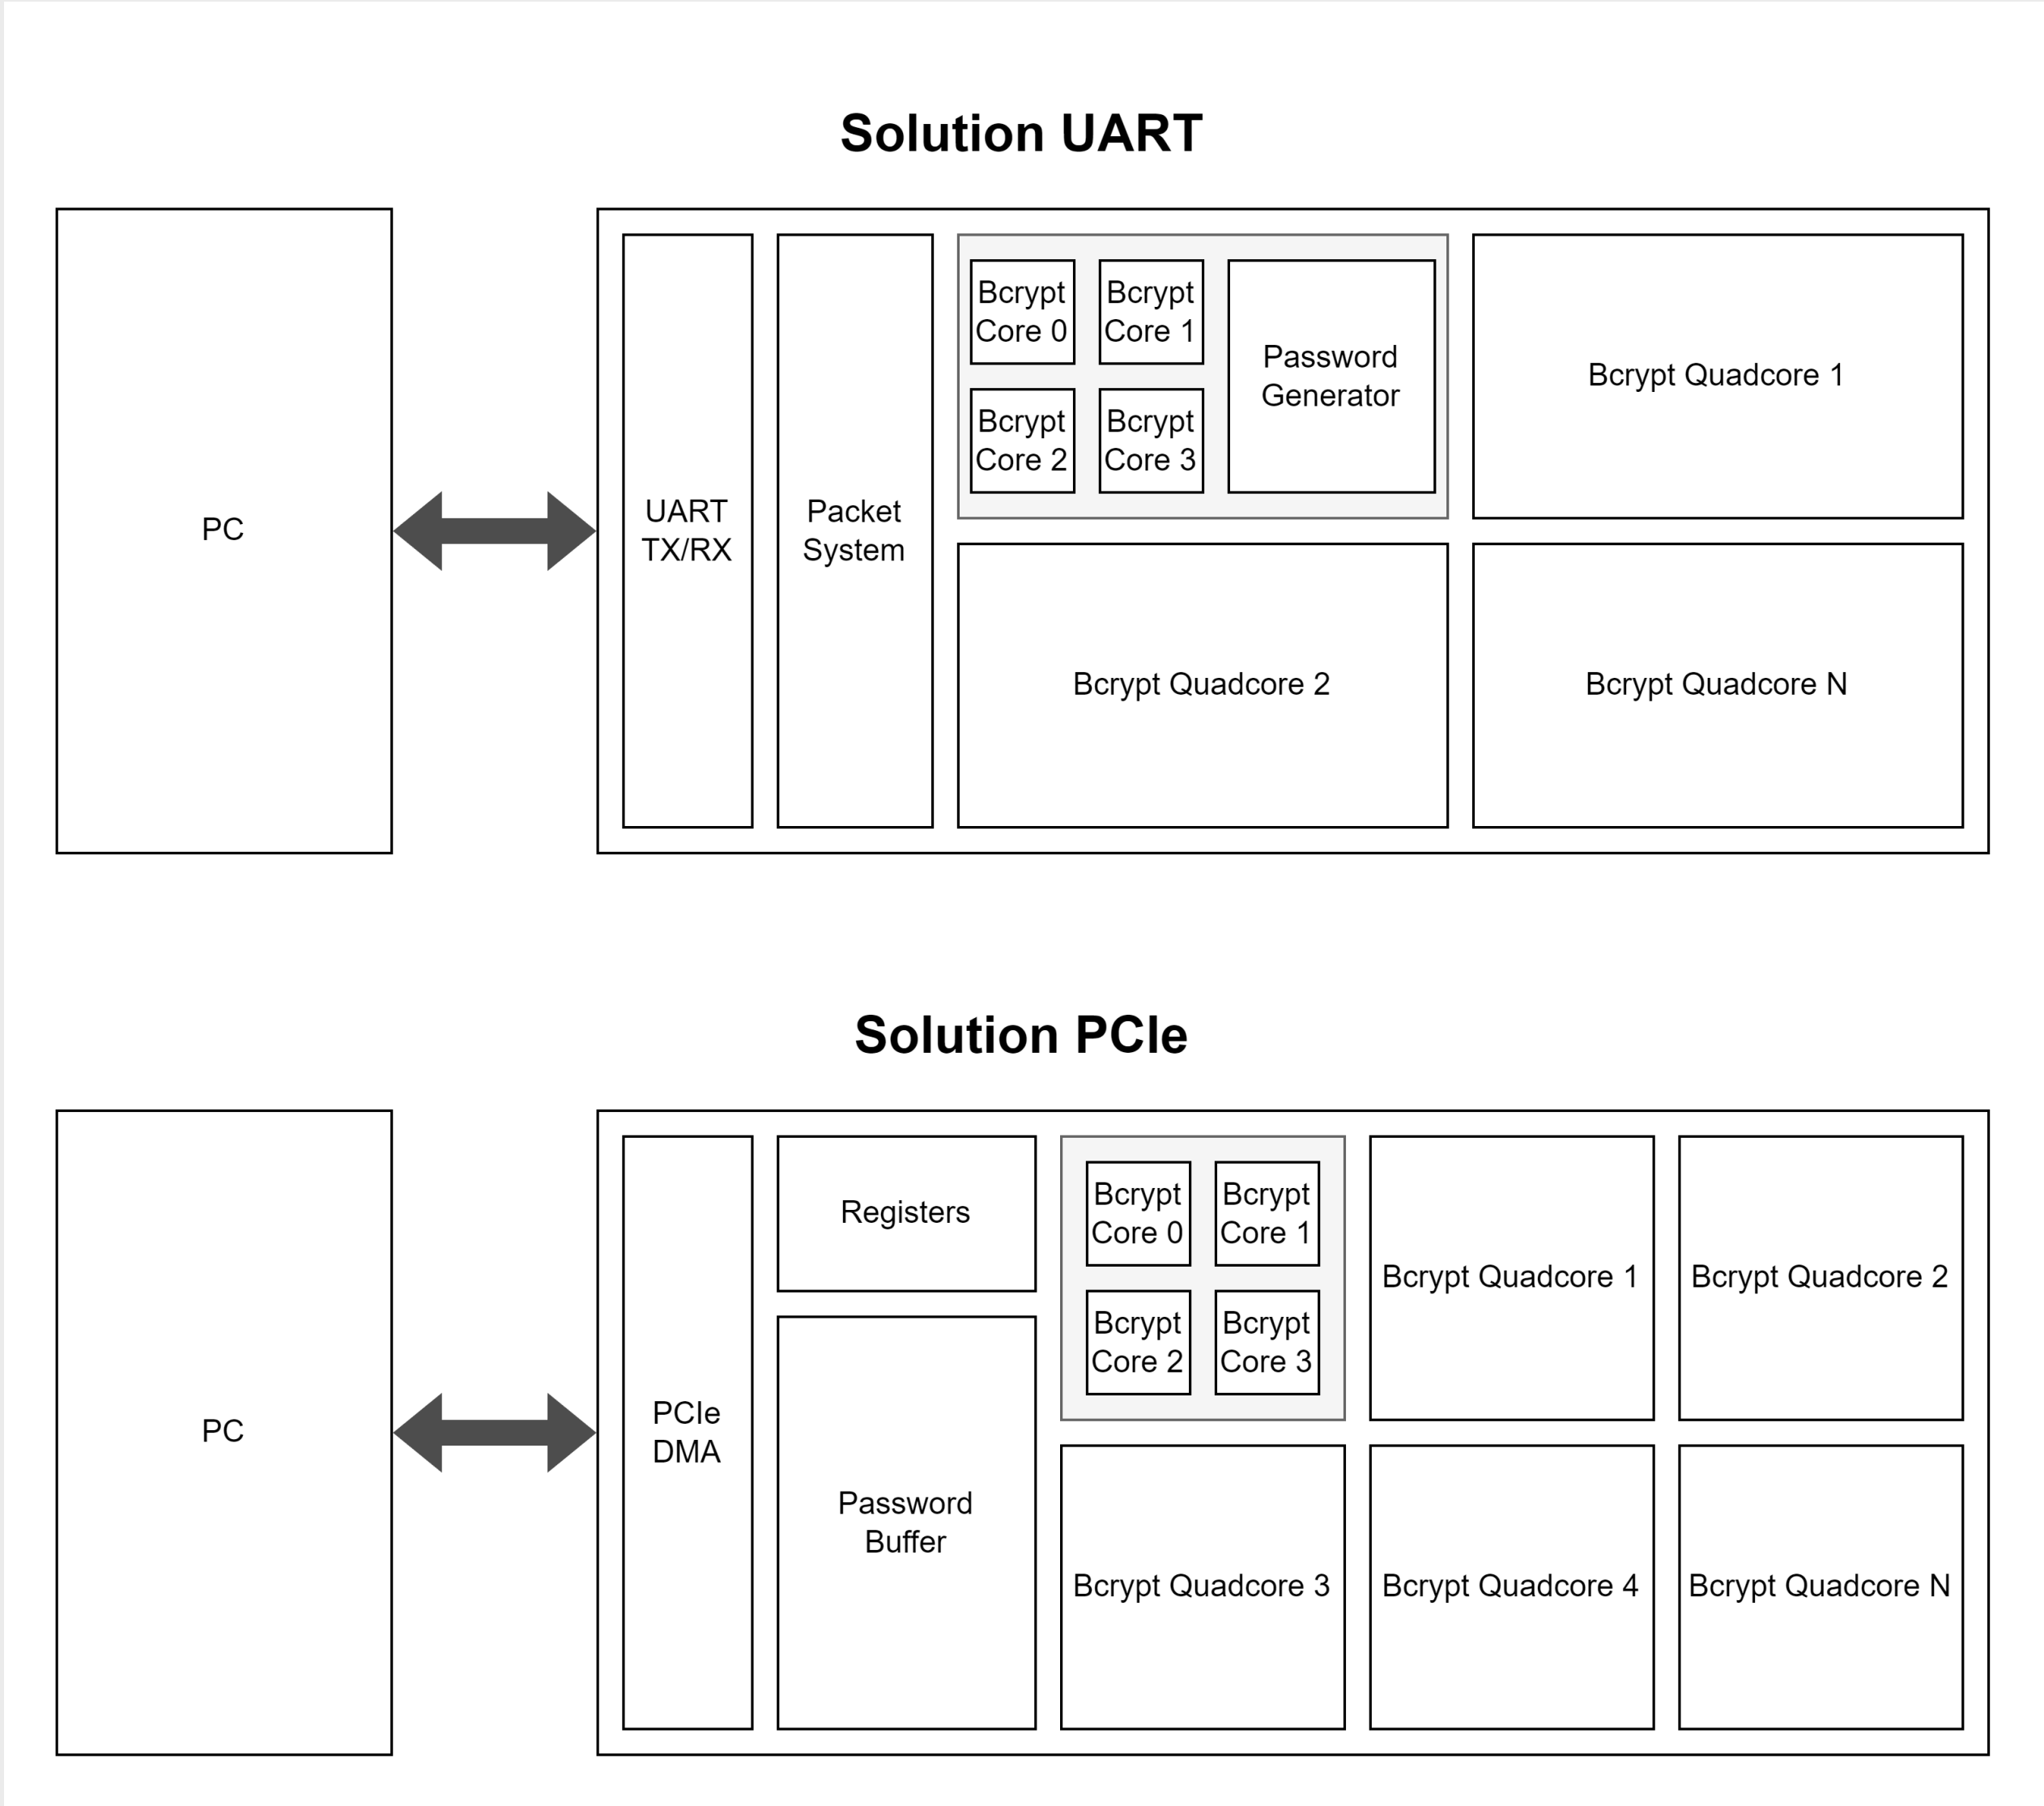 Solution UART
PC
UART
TX/RX
Packet
System
Bcrypt
Core 0
Bcrypt
Core 1
Bcrypt
Core 2
Bcrypt
Core 3
Password
Generator
Bcrypt Quadcore 1
Bcrypt Quadcore 2
Bcrypt Quadcore N
Solution PCIe
PC
PCIe
DMA
Registers
Password
Buffer
Bcrypt
Core 0
Bcrypt
Core 1
Bcrypt
Core 2
Bcrypt
Core 3
Bcrypt Quadcore 1
Bcrypt Quadcore 2
Bcrypt Quadcore 3
Bcrypt Quadcore 4
Bcrypt Quadcore N